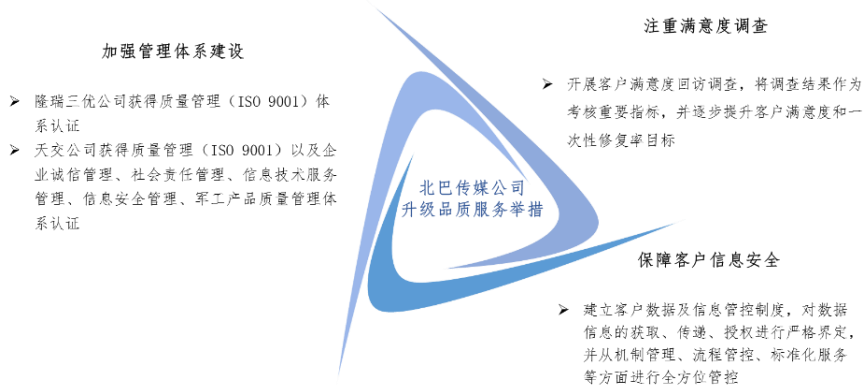 加强管理体系建设
➢ 隆瑞三优公司获得质量管理（ISO 9001）体
系认证
➢ 天交公司获得质量管理（ISO 9001）以及企
业诚信管理、社会责任管理、信息技术服务
管理、信息安全管理、军工产品质量管理体
系认证
北巴传媒公司
升级品质服务举措
注重满意度调查
➢ 开展客户满意度回访调查，将调查结果作为
考核重要指标，并逐步提升客户满意度和一
次性修复率目标
保障客户信息安全
➢ 建立客户数据及信息管控制度，对数据
信息的获取、传递、授权进行严格界定，
并从机制管理、流程管控、标准化服务
等方面进行全方位管控